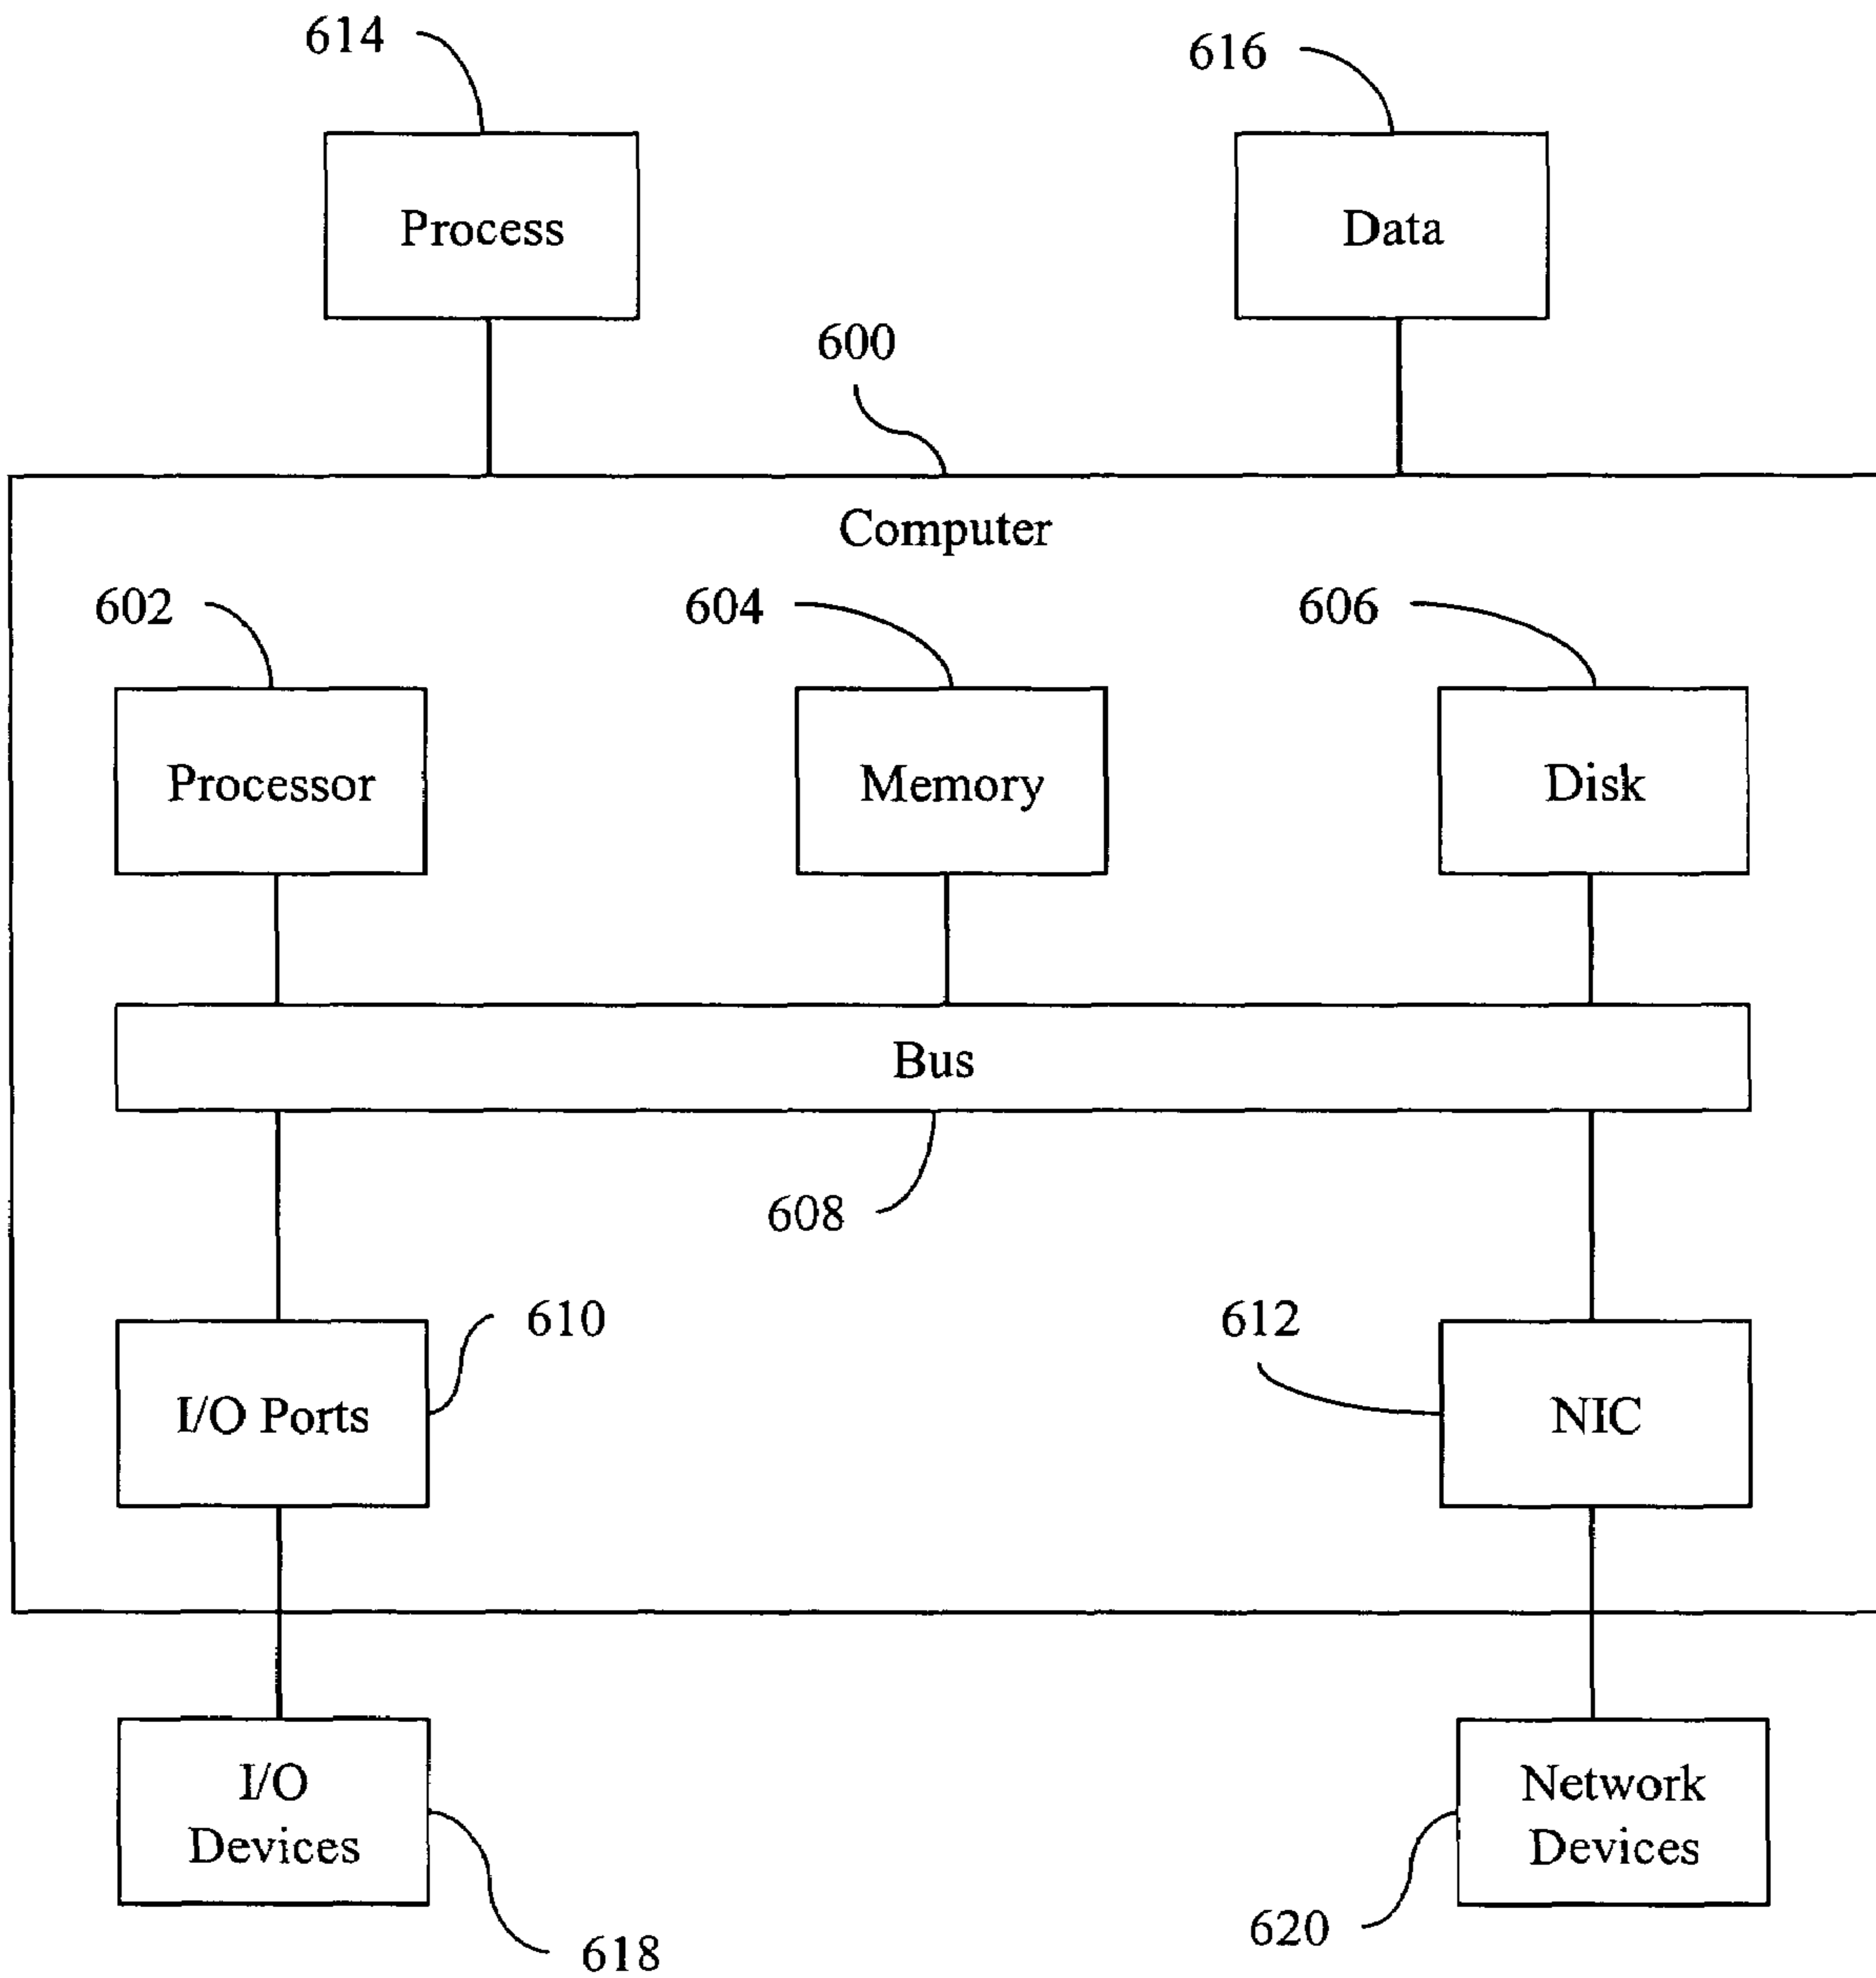 614
616
Process
Data
600
Computer
602
604
606
Processor
Memory
Disk
Bus
608
610
612
I/O Ports
NIC
I/O
Devices
Network
Devices
618
620